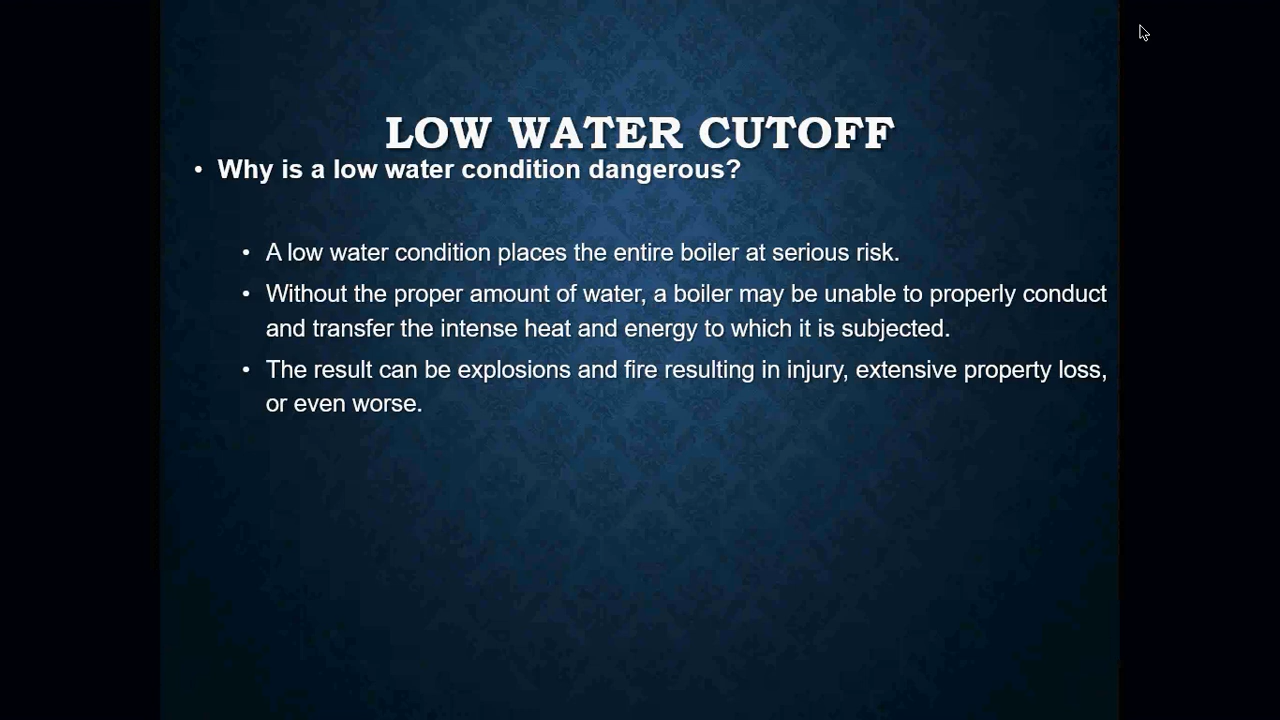 LOW WATER CUTOFF
• Why is a low water condition dangerous?
• A low water condition places the entire boiler at serious risk.
• Without the proper amount of water, a boiler may be unable to properly conduct
and transfer the intense heat and energy to which it is subjected.
• The result can be explosions and fire resulting in injury, extensive property loss,
or even worse.